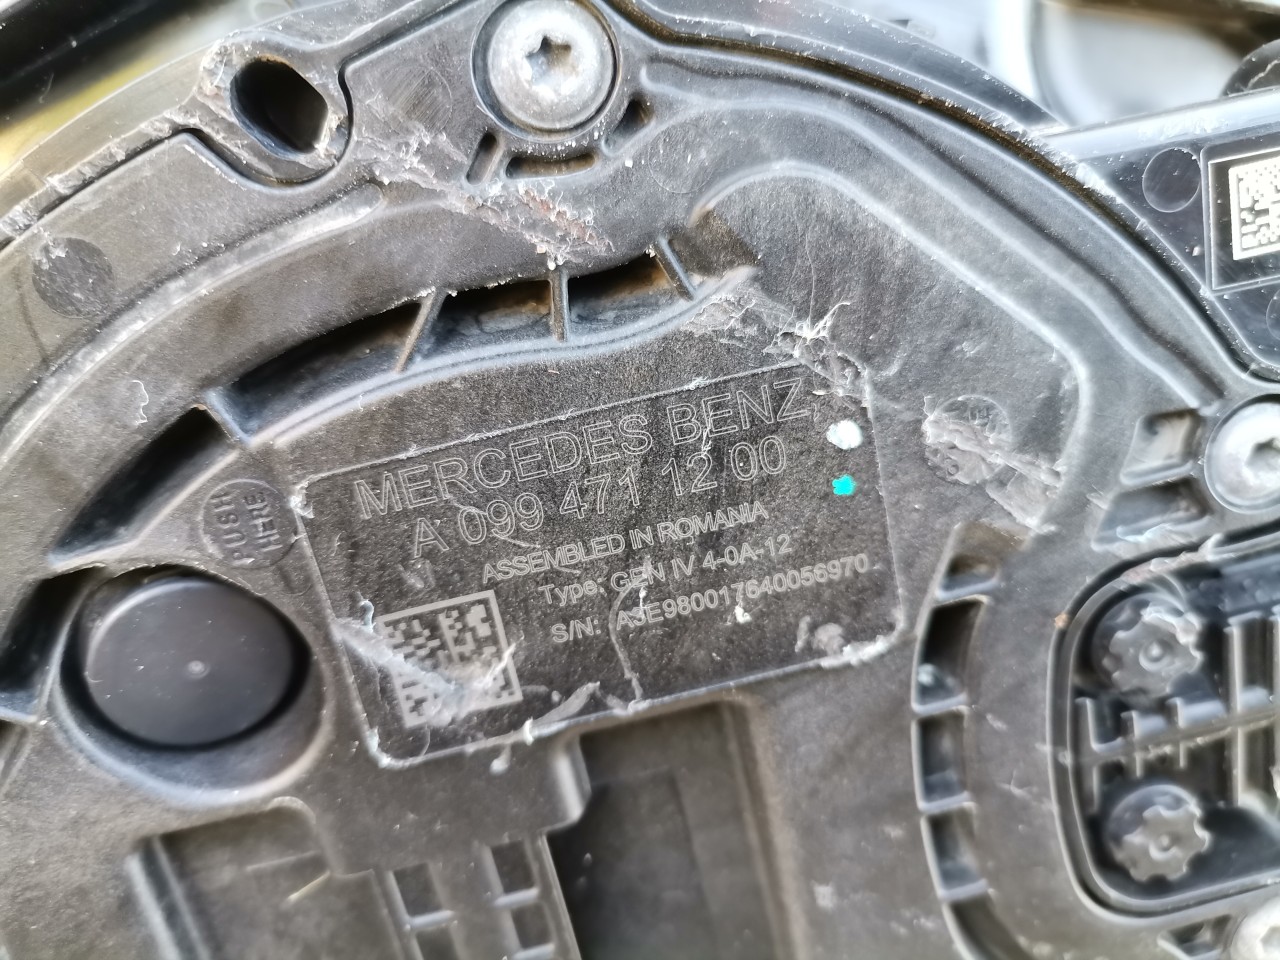 MERCEDES BENZ
A 099 471 12 00
ASSEMBLED IN ROMANIA
Type: GEN IV 4-0A-12
S/N: A3E980017640056970
PUSH
HERE